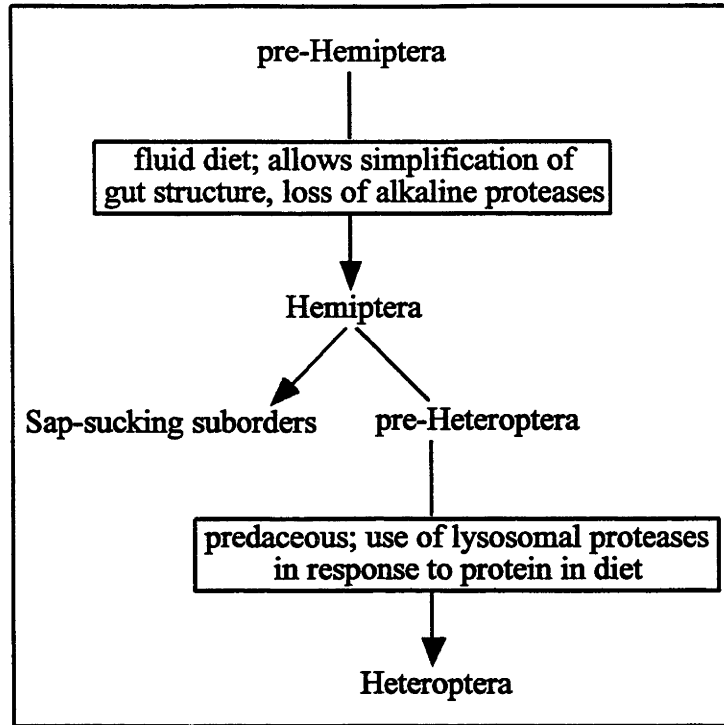 pre-Hemiptera
fluid diet; allows simplification of
gut structure, loss of alkaline proteases
Hemiptera
Sap-sucking suborders
pre-Heteroptera
predaceous; use of lysosomal proteases
in response to protein in diet
Heteroptera